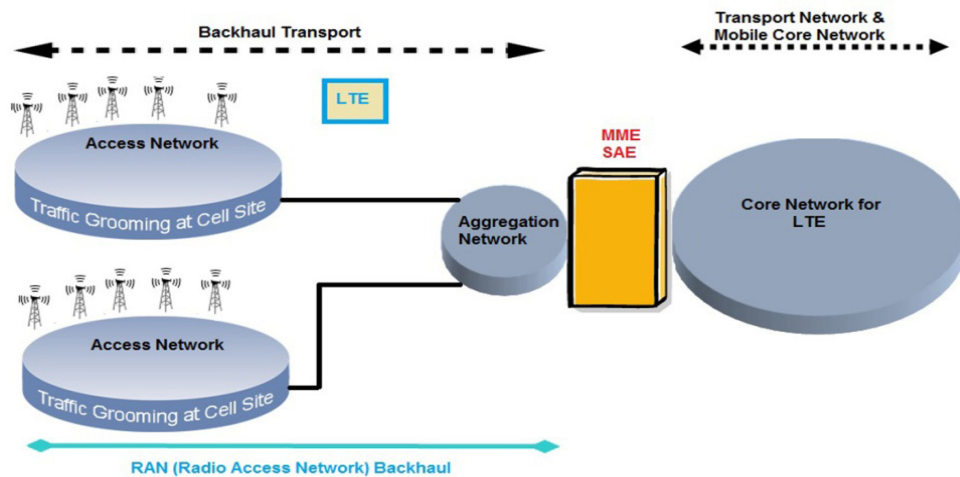 Backhaul Transport
Transport Network &
Mobile Core Network
LTE
MME
SAE
Access Network
Traffic Grooming at Cell Site
Aggregation
Network
Core Network for
LTE
Access Network
Traffic Grooming at Cell Site
RAN (Radio Access Network) Backhaul